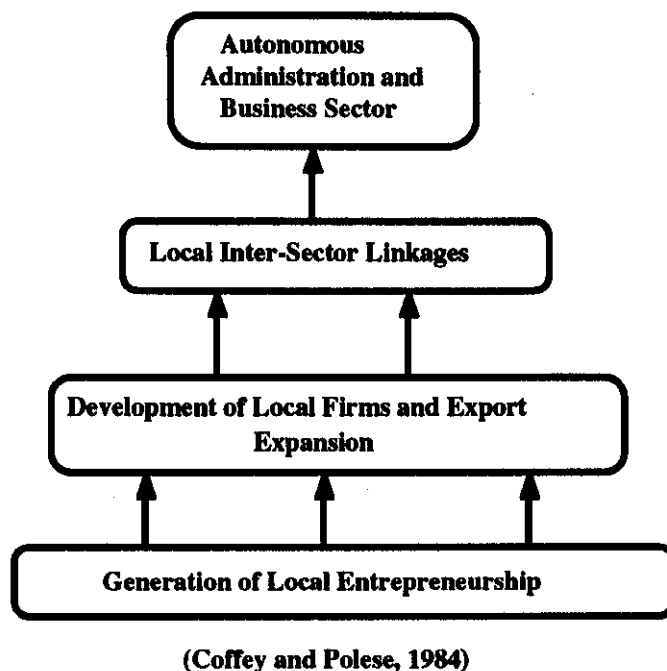 Autonomous
Administration and
Business Sector
Local Inter-Sector Linkages
Development of Local Firms and Export
Expansion
Generation of Local Entrepreneurship
(Coffey and Polese, 1984)